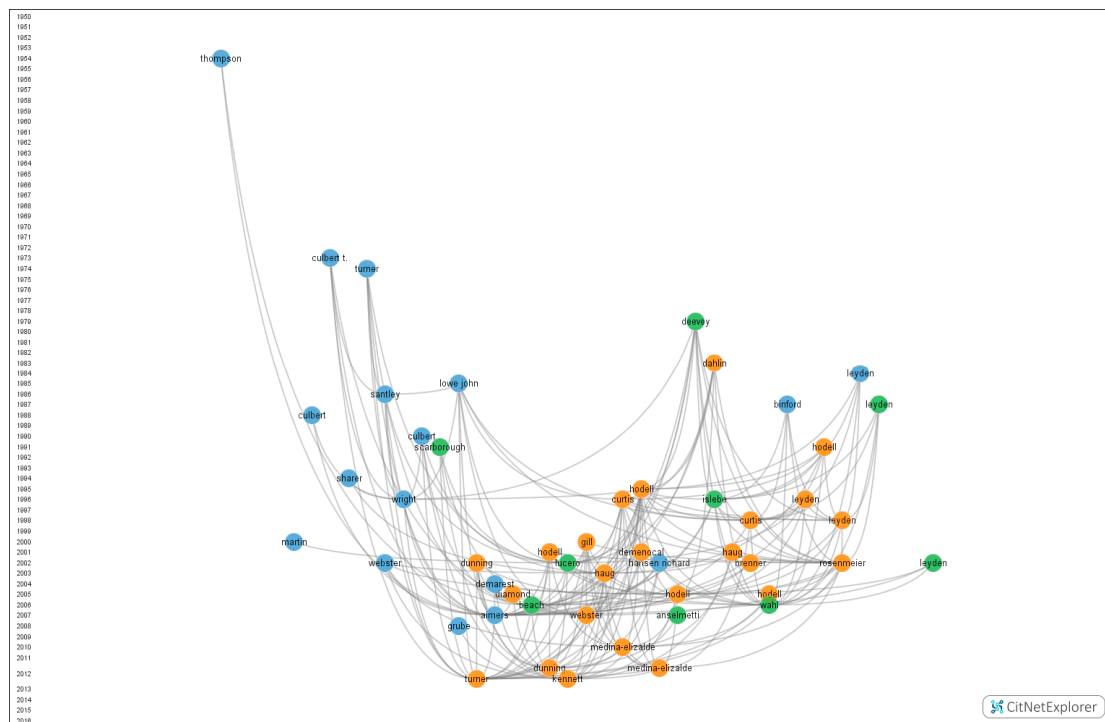 1950
1951
1952
1953
1954
thompson
1955
1956
1957
1958
1959
1960
1961
1962
1963
1964
1965
1966
1967
1968
1969
1970
1971
1972
1973
culbert t.
1974
turner
1975
1976
1977
1978
1979
deevey
1980
1981
1982
1983
dahlin
1984
leyden
1985
lowe john
1986
santley
1987
binford
leyden
1988
culbert
1989
1990
culbert
1991
scarborough
hodell
1992
1993
1994
sharer
1995
hodell
1996
wright
curtis
islebe
leyden
1997
1998
curtis
leyden
1999
2000
martin
gill
2001
hodell
demenocal
haug
2002
webster
dunning
lucero
hansen richard
brenner
rosenmeier
leyden
2003
haug
2004
demarest
2005
diamond
hodell
hodell
2006
beach
wahl
2007
aimers
webster
anselmetti
2008
grube
2009
2010
medina-elizalde
2011
dunning
medina-elizalde
2012
turner
kennett
2013
2014
2015
2016
CitNetExplorer